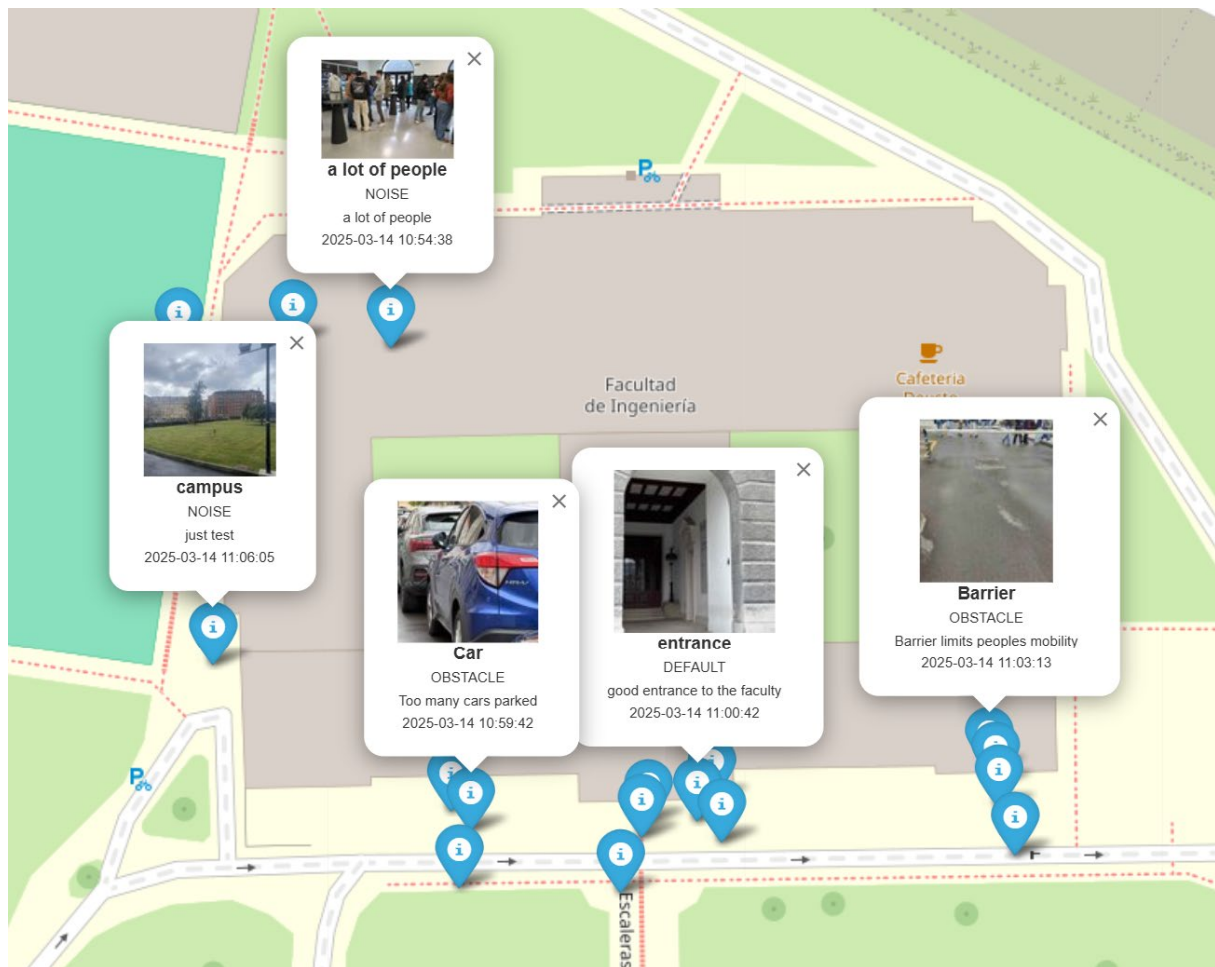 a lot of people
NOISE
a lot of people
2025-03-14 10:54:38
P
Facultad
de Ingeniería
Cafeteria
Deusto
campus
NOISE
just test
2025-03-14 11:06:05
Car
OBSTACLE
Too many cars parked
2025-03-14 10:59:42
entrance
DEFAULT
good entrance to the faculty
2025-03-14 11:00:42
Barrier
OBSTACLE
Barrier limits peoples mobility
2025-03-14 11:03:13
P
Escaleras